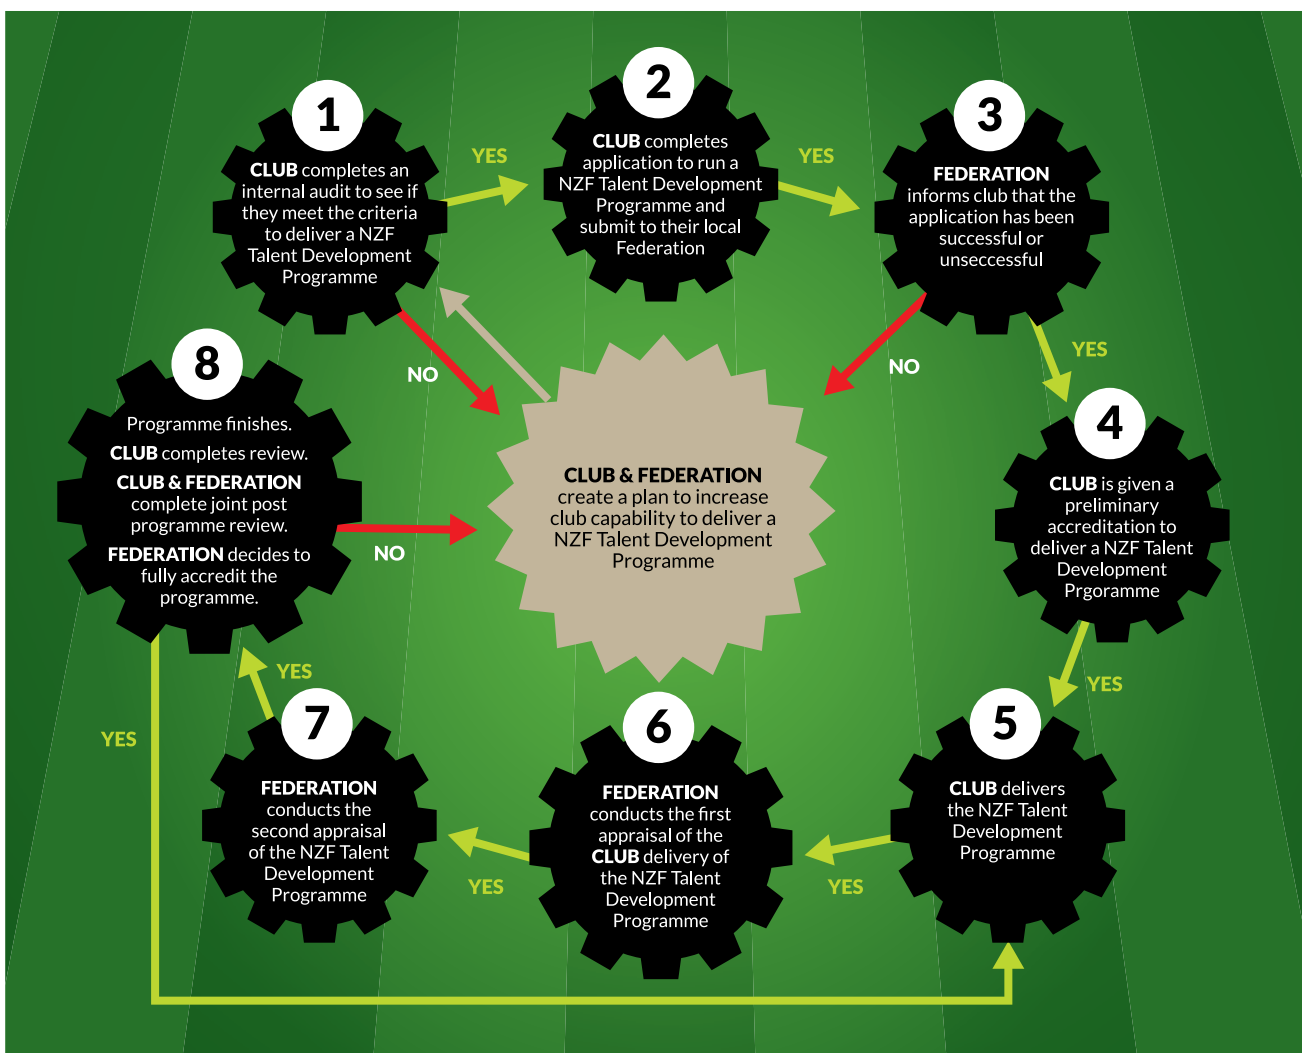 1
CLUB completes an
internal audit to see if
they meet the criteria
to deliver a NZF
Talent Development
Programme
YES
NO
2
CLUB completes
application to run a
NZF Talent Development
Programme and
submit to their local
Federation
YES
3
FEDERATION
informs club that the
application has been
successful or
unseccessful
NO
YES
4
CLUB is given a
preliminary
accreditation to
deliver a NZF Talent
Development
Prgoramme
YES
5
CLUB delivers
the NZF Talent
Development
Programme
YES
6
FEDERATION
conducts the first
appraisal of the
CLUB delivery of
the NZF Talent
Development
Programme
YES
7
FEDERATION
conducts the
second appraisal
of the NZF Talent
Development
Programme
YES
8
Programme finishes.
CLUB completes review.
CLUB & FEDERATION
complete joint post
programme review.
FEDERATION decides to
fully accredit the
programme.
NO
YES
CLUB & FEDERATION
create a plan to increase
club capability to deliver a
NZF Talent Development
Programme